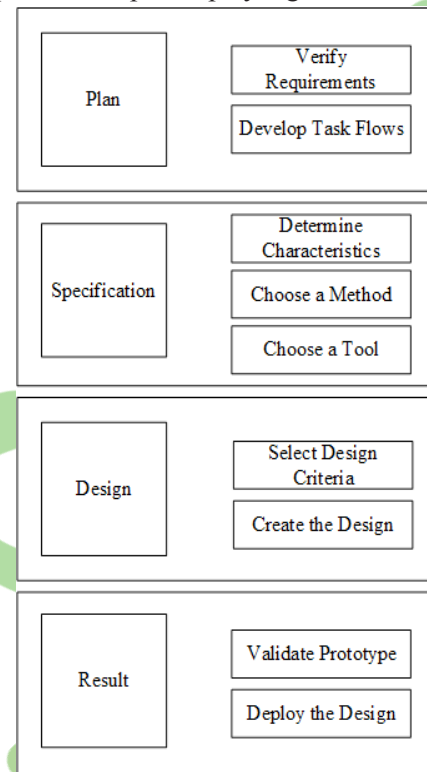 Plan
Verify
Requirements
Develop Task Flows
Specification
Determine
Characteristics
Choose a Method
Choose a Tool
Design
Select Design
Criteria
Create the Design
Result
Validate Prototype
Deploy the Design